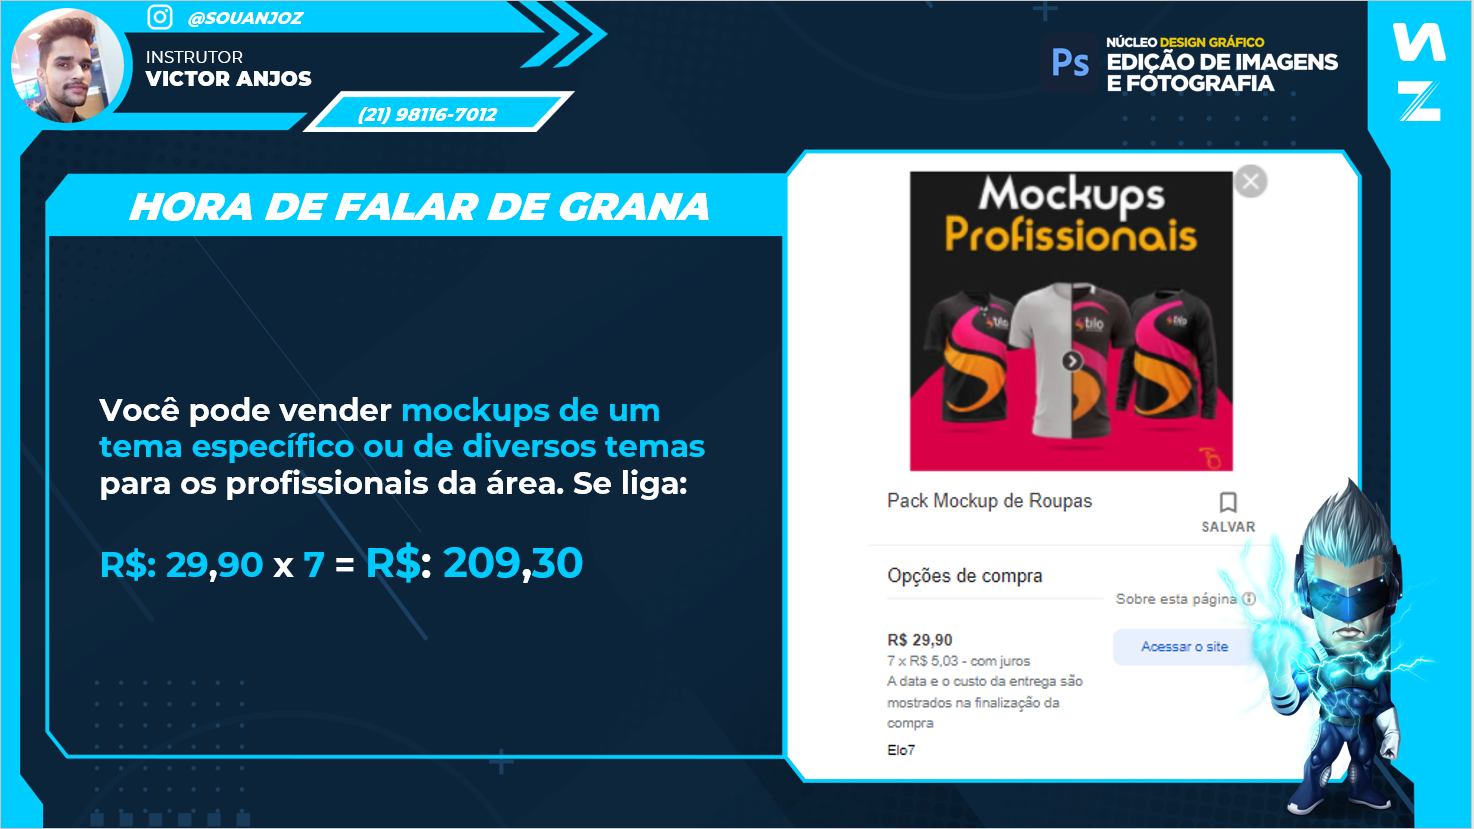 @SOUANJOZ
INSTRUTOR
VICTOR ANJOS
(21) 98116-7012
Ps
NÚCLEO DESIGN GRÁFICO
EDIÇÃO DE IMAGENS
E FOTOGRAFIA
HORA DE FALAR DE GRANA
Você pode vender mockups de um
tema específico ou de diversos temas
para os profissionais da área. Se liga:
R$: 29,90 x 7 = R$: 209,30
Mockups
Profissionais
Stilo
Stilo
Stilo
Pack Mockup de Roupas
SALVAR
Opções de compra
Sobre esta página
R$ 29,90
7 x R$ 5,03 - com juros
A data e o custo da entrega são
mostrados na finalização da
compra
Acessar o site
Elo7